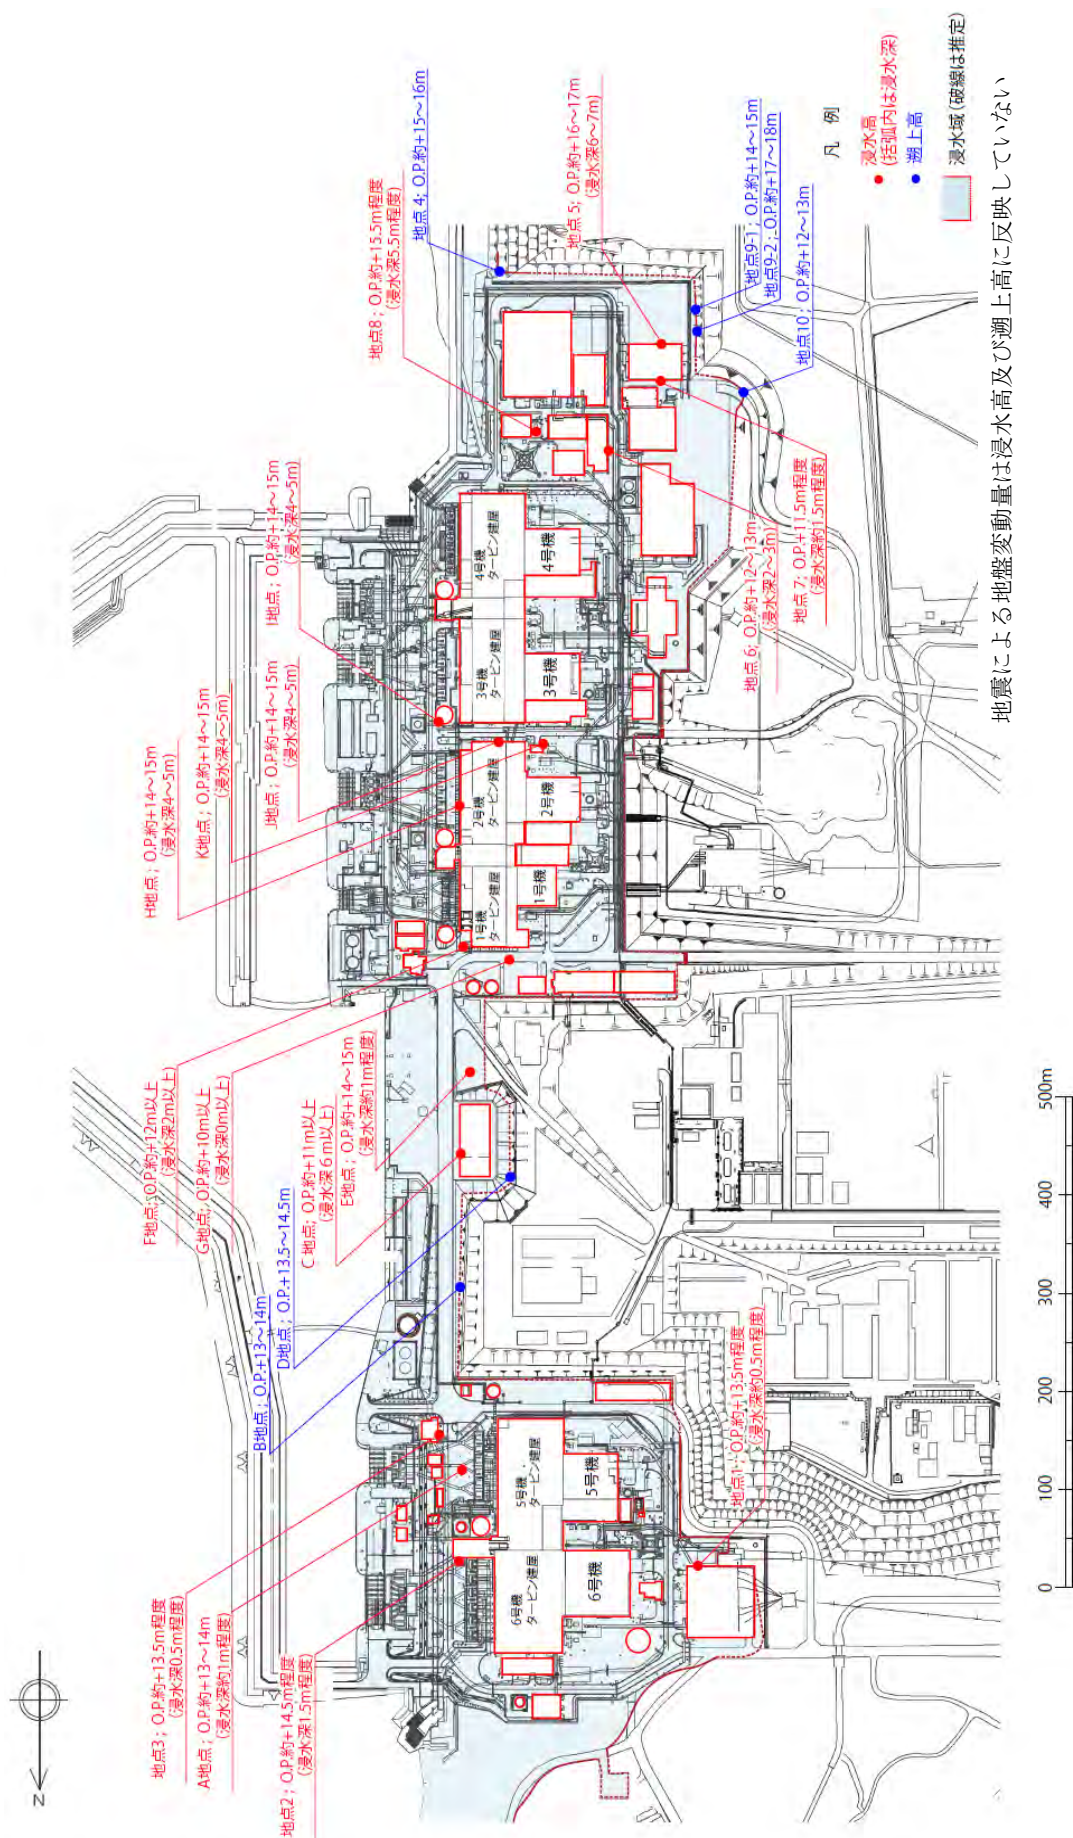 N
地点3；O.P.約+13.5m程度
（浸水深0.5m程度）
A地点；O.P.約+13～14m
（浸水深約1m程度）
地点2；O.P.約+14.5m程度
（浸水深1.5m程度）
B地点；O.P.+13～14m
D地点；O.P.+13.5～14.5m
F地点；O.P.約+12m以上
（浸水深2m以上）
G地点；O.P.約+10m以上
（浸水深0m以上）
C地点；O.P.約+11m以上
（浸水深6m以上）
E地点；O.P.約+14～15m
（浸水深約1m程度）
H地点；O.P.約+14～15m
（浸水深4～5m）
K地点；O.P.約+14～15m
（浸水深4～5m）
J地点；O.P.約+14～15m
（浸水深4～5m）
I地点；O.P.約+14～15m
（浸水深4～5m）
地点8；O.P.約+15.5m程度
（浸水深5.5m程度）
地点4；O.P.約+15～16m
地点5；O.P.約+16～17m
（浸水深6～7m）
6号機
タービン建屋
5号機
タービン建屋
6号機
5号機
1号機
タービン建屋
2号機
タービン建屋
3号機
タービン建屋
4号機
タービン建屋
1号機
2号機
3号機
4号機
地点1；O.P.約+13.5m程度
（浸水深約0.5m程度）
地点6；O.P.約+12～13m
（浸水深2～3m）
地点7；O.P.+11.5m程度
（浸水深約1.5m程度）
地点9-1；O.P.約+14～15m
地点9-2；O.P.約+17～18m
地点10；O.P.約+12～13m
凡 例
浸水高
（括弧内は浸水深）
遡上高
浸水域（破線は推定）
地震による地盤変動量は浸水高及び遡上高に反映していない
0 100 200 300 400 500m